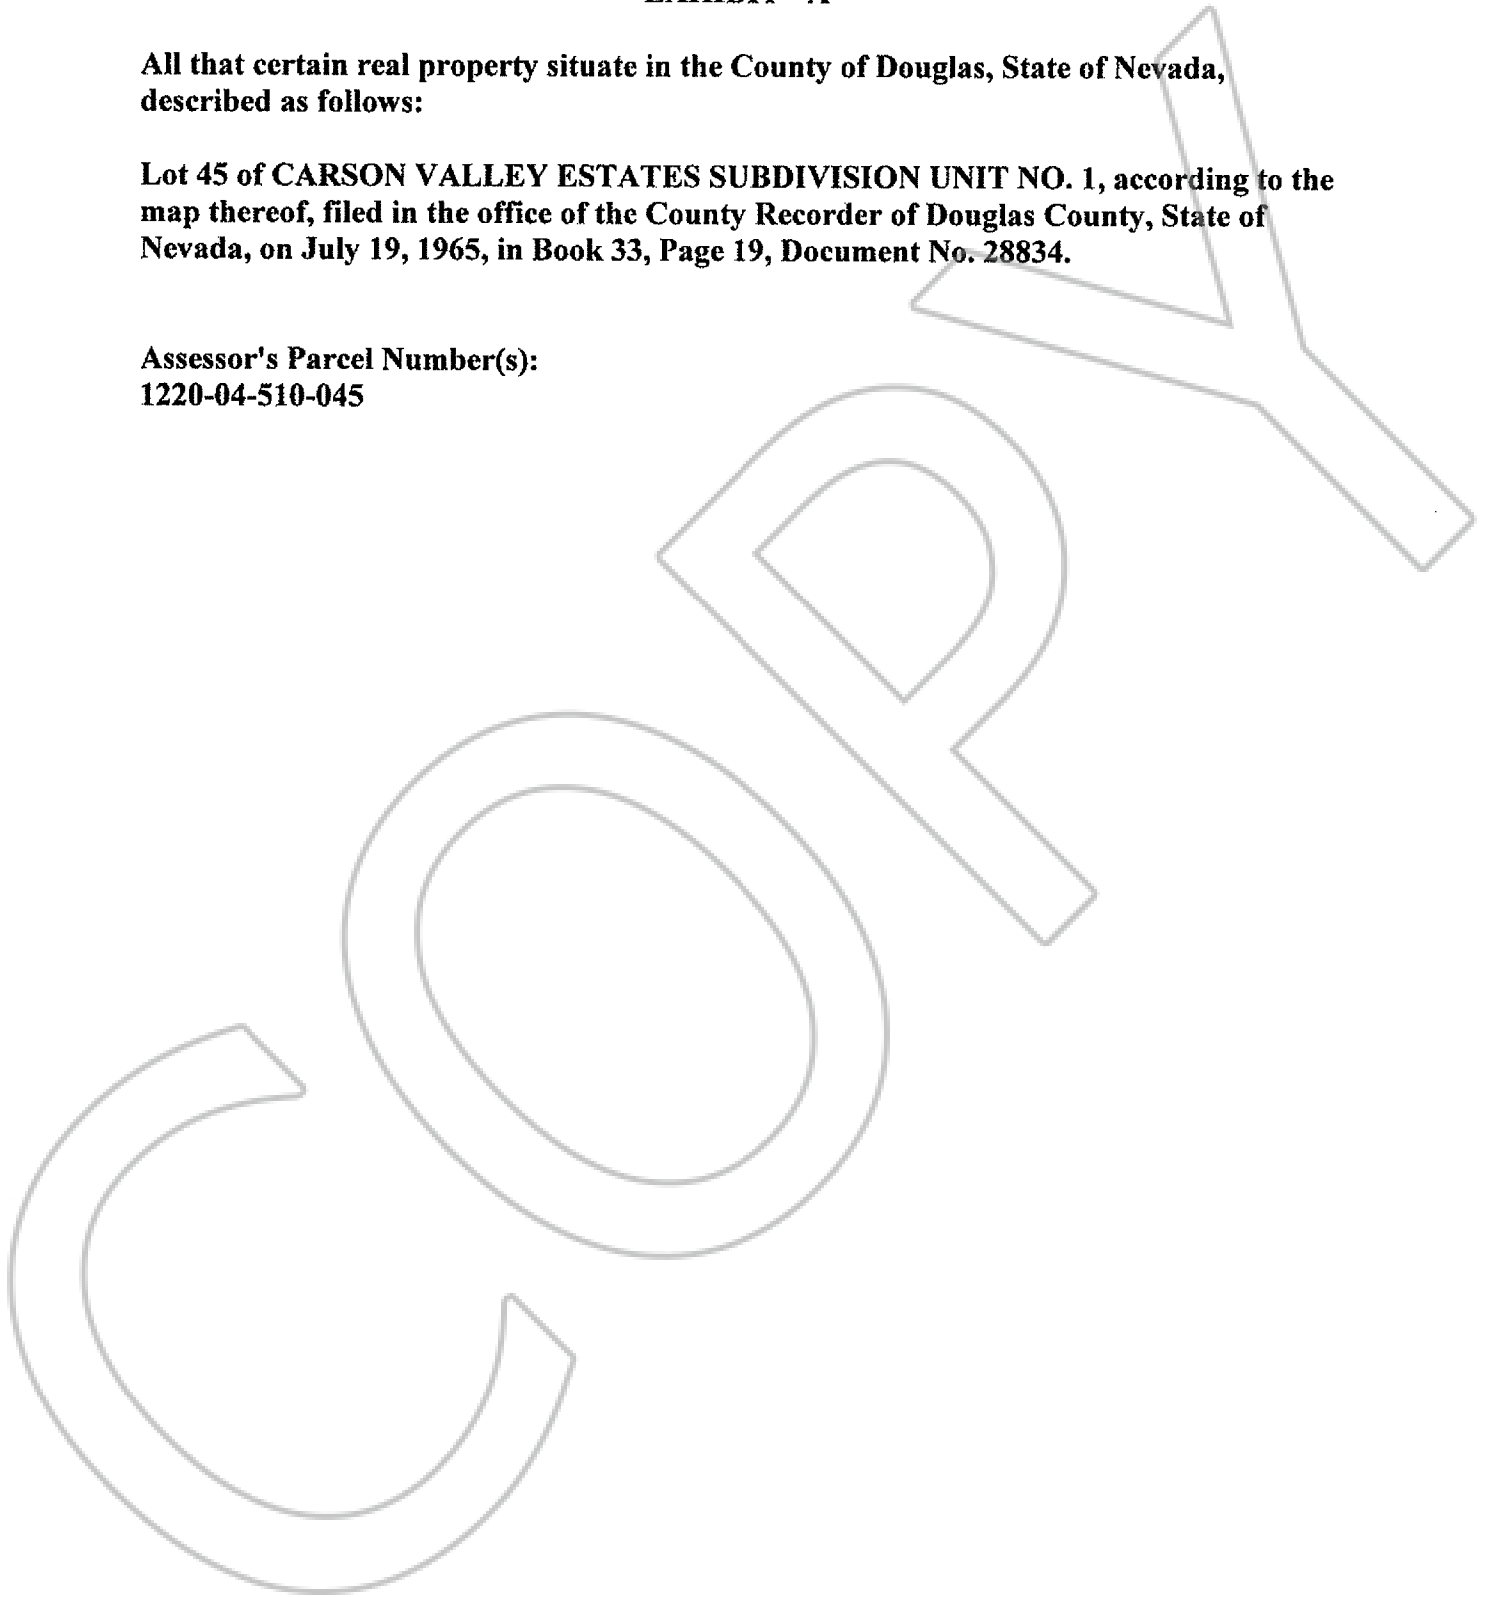 All that certain real property situate in the County of Douglas, State of Nevada,
described as follows:
Lot 45 of CARSON VALLEY ESTATES SUBDIVISION UNIT NO. 1, according to the
map thereof, filed in the office of the County Recorder of Douglas County, State of
Nevada, on July 19, 1965, in Book 33, Page 19, Document No. 28834.
Assessor's Parcel Number(s):
1220-04-510-045
COPY